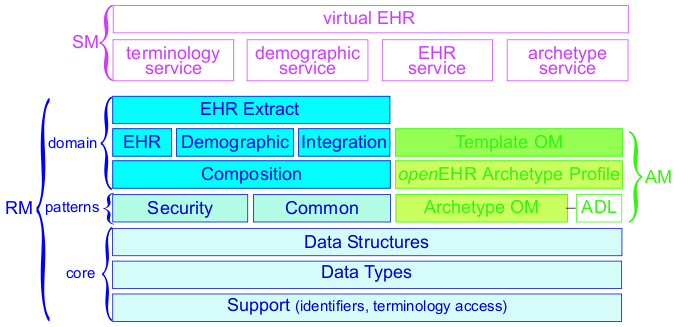 virtual EHR
SM
terminology service
demographic service
EHR service
archetype service
EHR Extract
domain
EHR
Demographic
Integration
Template OM
Composition
openEHR Archetype Profile
AM
RM
patterns
Security
Common
Archetype OM
ADL
Data Structures
core
Data Types
Support (identifiers, terminology access)